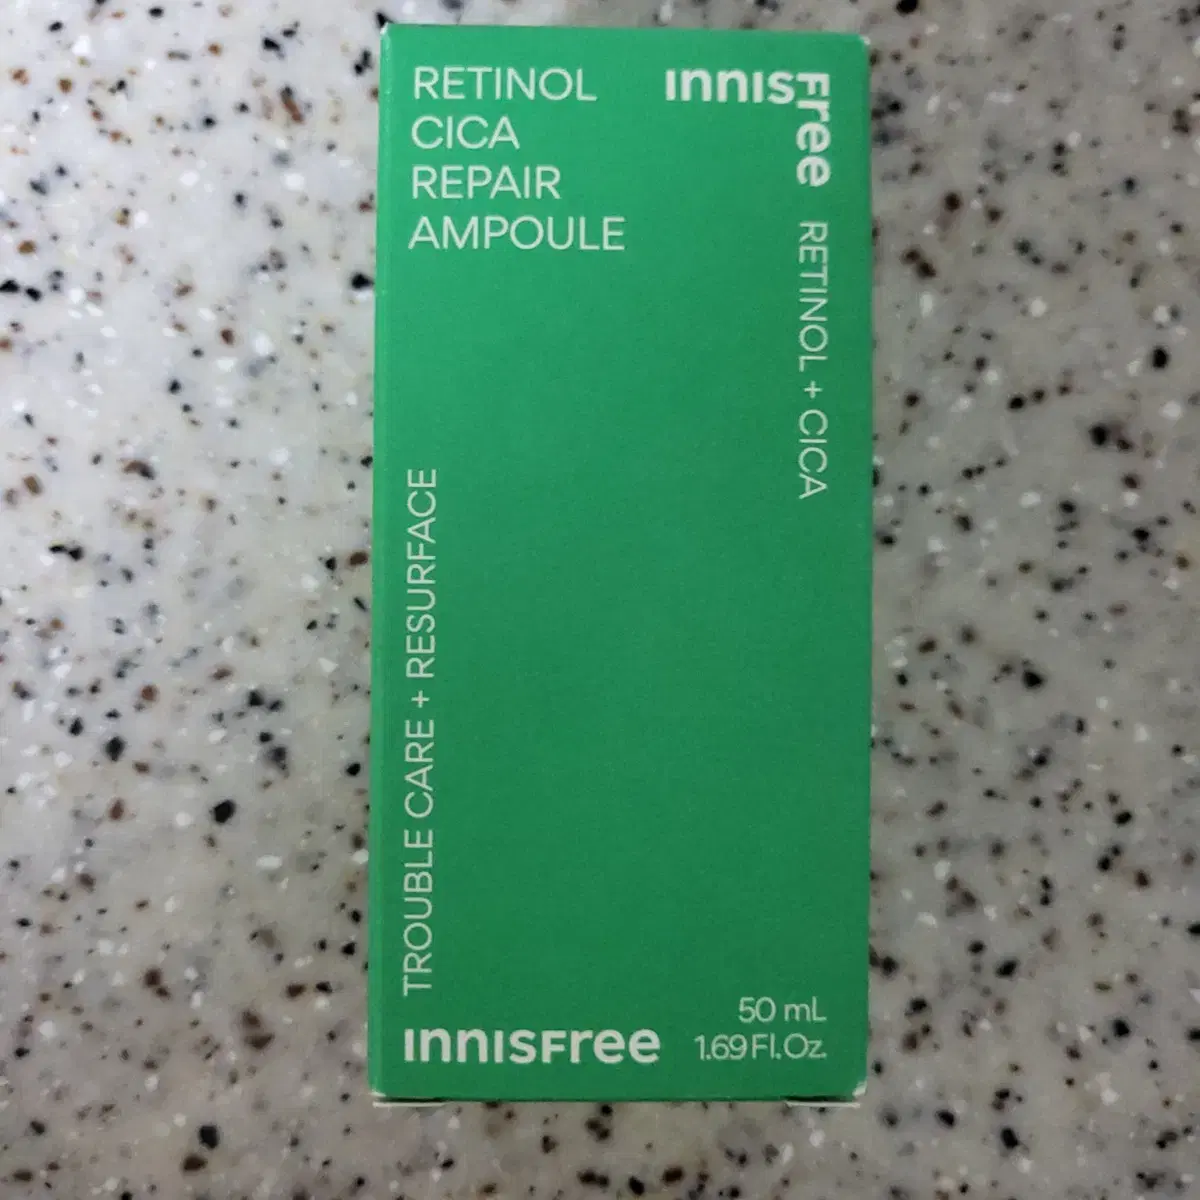 RETINOL
CICA
REPAIR
AMPOULE
INNISFree
RETINOL + CICA
TROUBLE CARE + RESURFACE
INNISFree
50 mL
1.69 Fl. Oz.